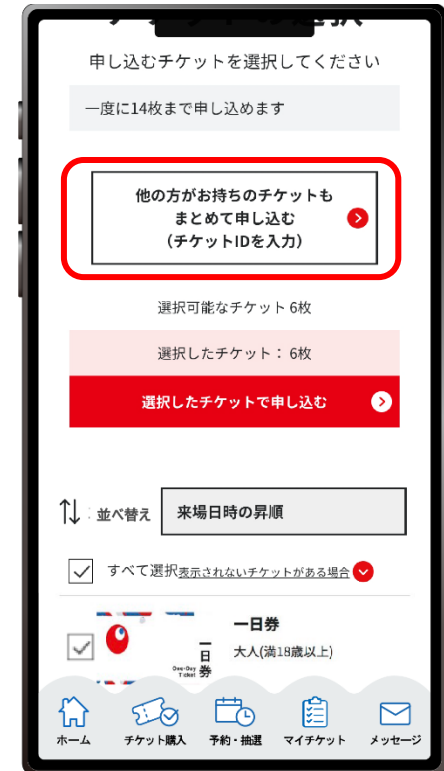 申し込むチケットを選択してください
一度に14枚まで申し込めます
他の方がお持ちのチケットも
まとめて申し込む
(チケットIDを入力)
選択可能なチケット 6枚
選択したチケット： 6枚
選択したチケットで申し込む
並べ替え 来場日時の昇順
すべて選択 表示されないチケットがある場合
一日券
大人(満18歳以上)
一日券
One-Day
Ticket
ホーム チケット購入 予約・抽選 マイチケット メッセージ